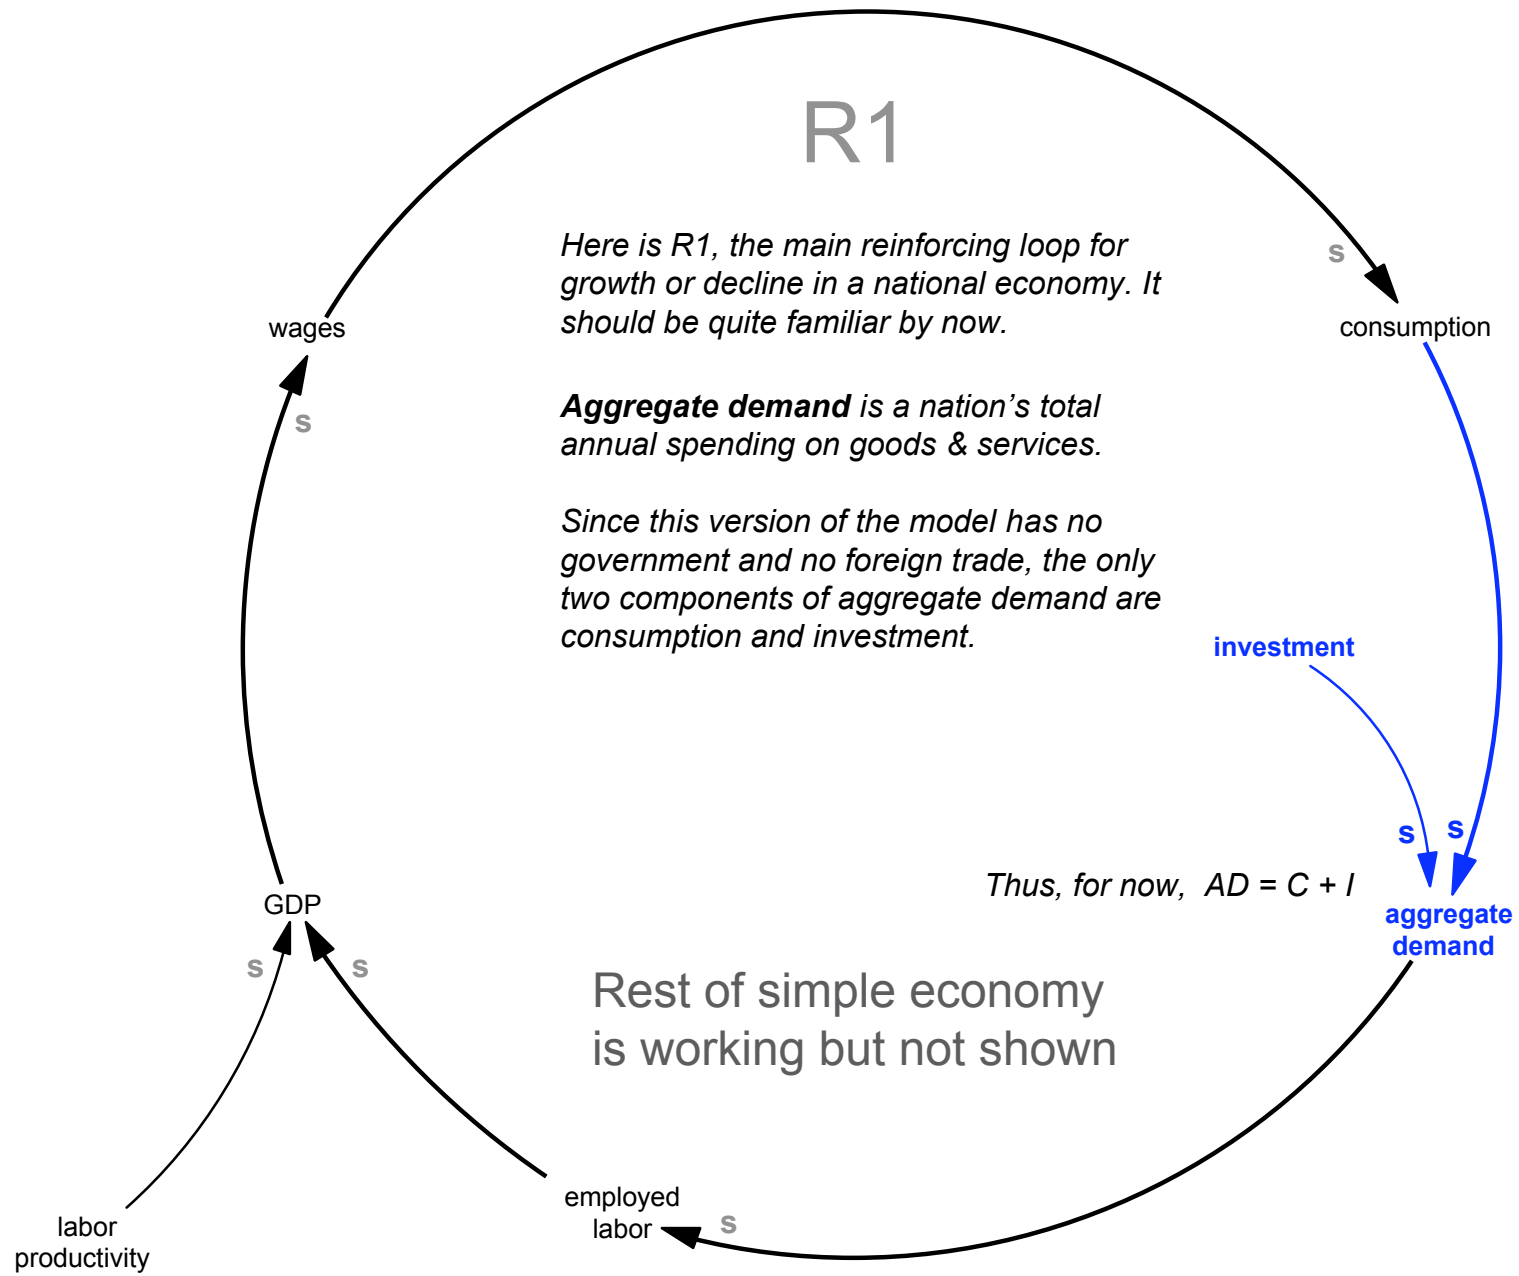 R1
Here is R1, the main reinforcing loop for
growth or decline in a national economy. It
should be quite familiar by now.
s
wages
consumption
Aggregate demand is a nation's total
annual spending on goods & services.
s
Since this version of the model has no
government and no foreign trade, the only
two components of aggregate demand are
consumption and investment.
investment
s
s
Thus, for now, AD = C + I
aggregate
demand
GDP
s
s
Rest of simple economy
is working but not shown
employed
labor
s
labor
productivity